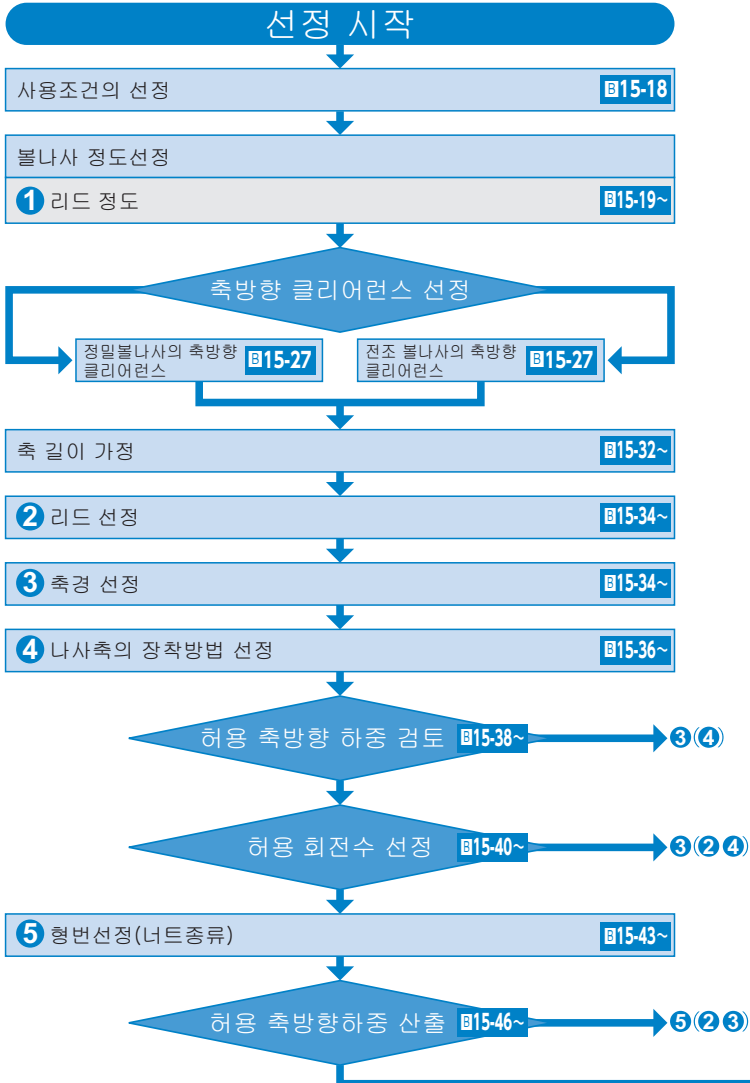 선정 시작
사용조건의 선정 B15-18
볼나사 정도선정
1 리드 정도 B15-19~
축방향 클리어런스 선정
정밀볼나사의 축방향
클리어런스 B15-27
전조 볼나사의 축방향
클리어런스 B15-27
축 길이 가정 B15-32~
2 리드 선정 B15-34~
3 축경 선정 B15-34~
4 나사축의 장착방법 선정 B15-36~
허용 축방향 하중 검토 B15-38~ 3(4)
허용 회전수 선정 B15-40~ 3(2 4)
5 형번선정(너트종류) B15-43~
허용 축방향하중 산출 B15-46~ 5(2 3)